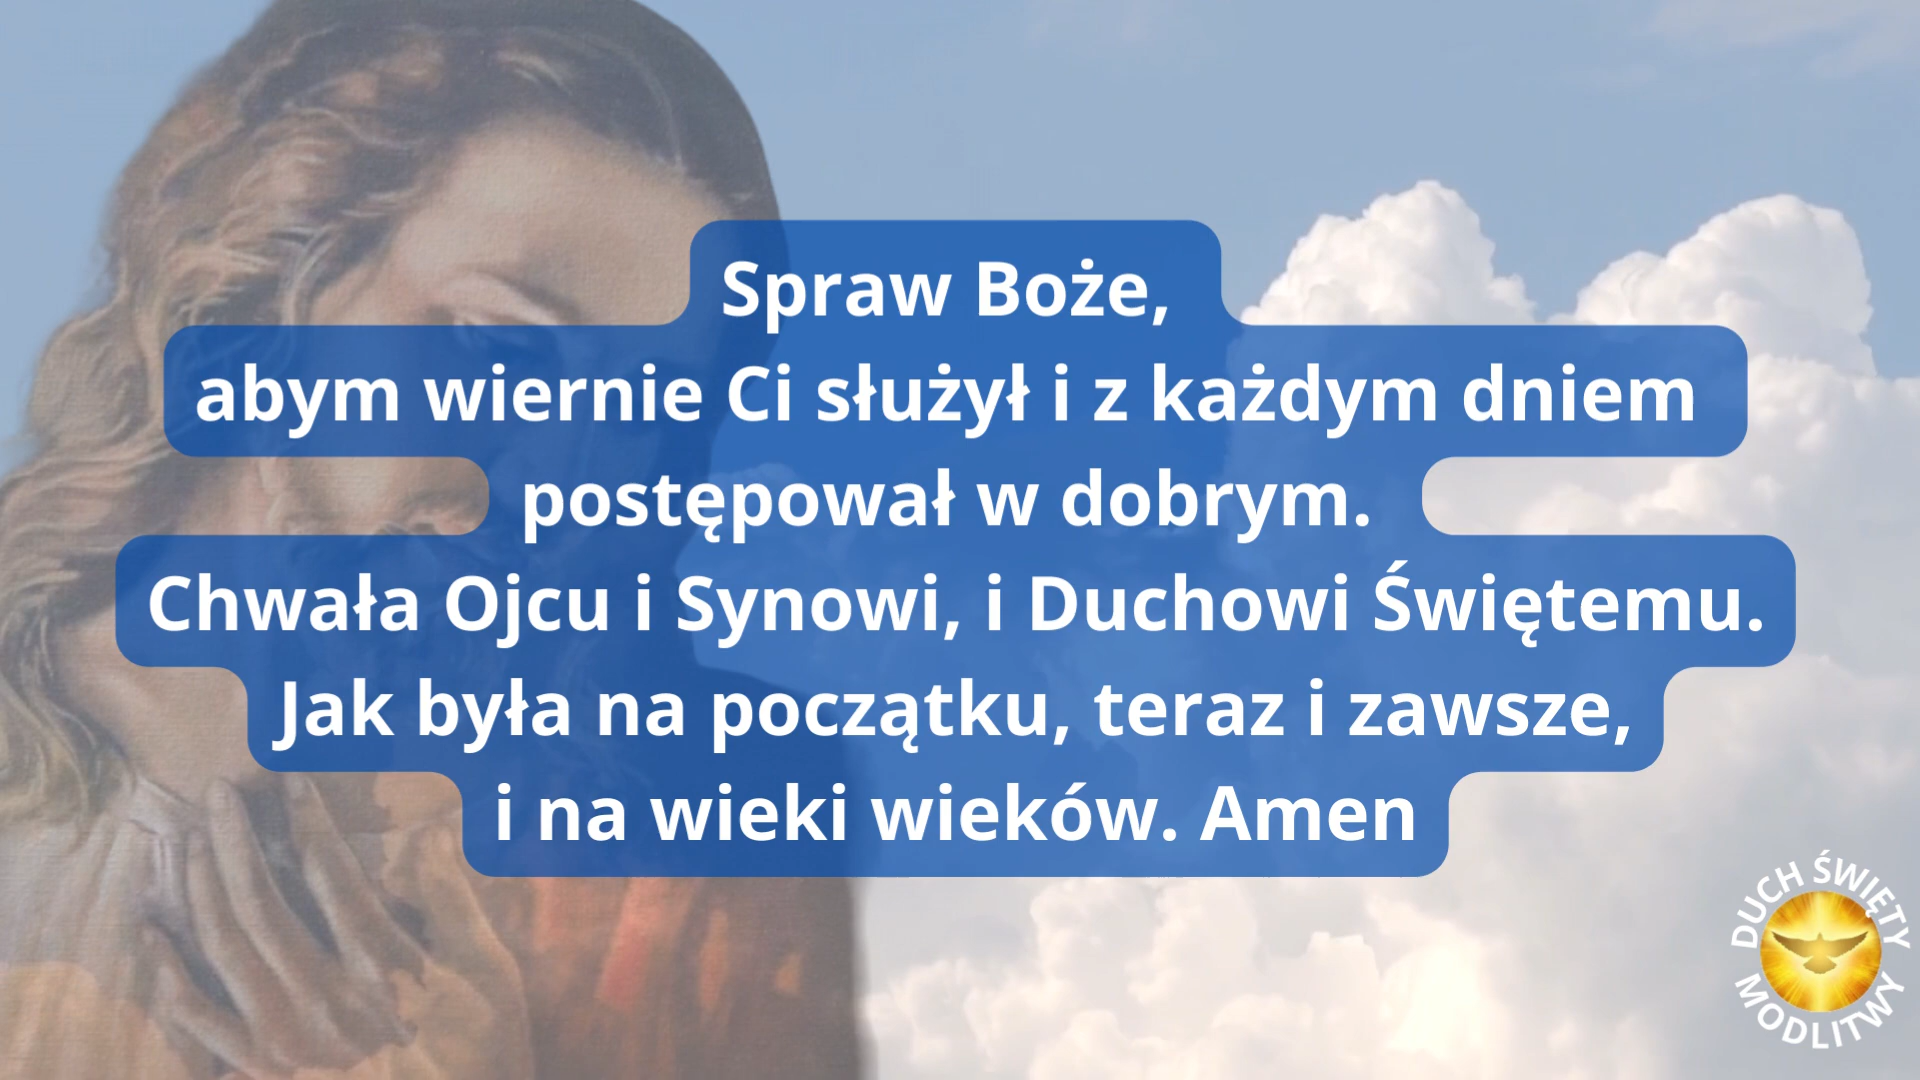 Spraw Boże,
abym wiernie Ci służył i z każdym dniem
postępował w dobrym.
Chwała Ojcu i Synowi, i Duchowi Świętemu.
Jak była na początku, teraz i zawsze,
i na wieki wieków. Amen
DUCH ŚWIĘTY
MODLITWY